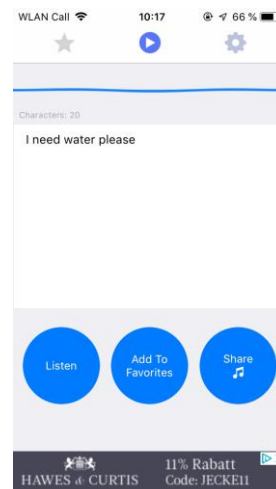 WLAN Call 10:17 66 %
Characters: 20
I need water please
Listen
Add To
Favorites
Share
HAWES & CURTIS
11% Rabatt
Code: JECKE11